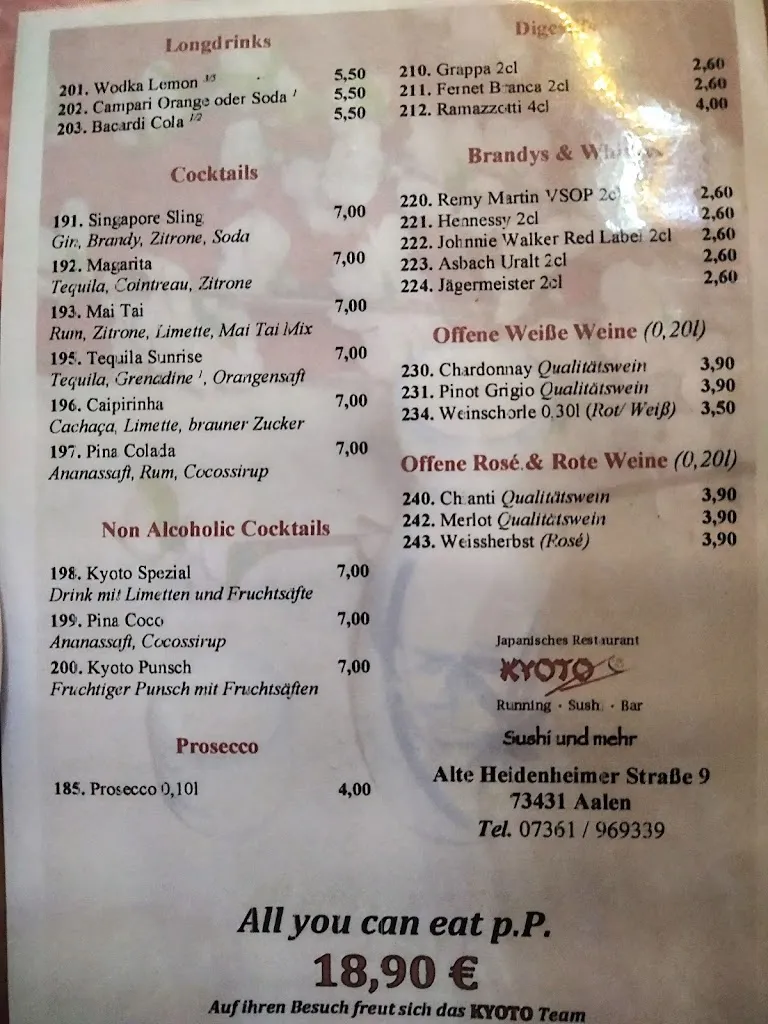 Longdrinks
201. Wodka Lemon 3/5 5,50
202. Campari Orange oder Soda 1 5,50
203. Bacardi Cola 1/2 5,50
Cocktails
191. Singapore Sling 7,00
Gin, Brandy, Zitrone, Soda
192. Magarita 7,00
Tequila, Cointreau, Zitrone
193. Mai Tai 7,00
Rum, Zitrone, Limette, Mai Tai Mix
195. Tequila Sunrise 7,00
Tequila, Grenadine 1, Orangensaft
196. Caipirinha 7,00
Cachaça, Limette, brauner Zucker
197. Pina Colada 7,00
Ananassaft, Rum, Cocossirup
Non Alcoholic Cocktails
198. Kyoto Spezial 7,00
Drink mit Limetten und Fruchtsäfte
199. Pina Coco 7,00
Ananassaft, Cocossirup
200. Kyoto Punsch 7,00
Fruchtiger Punsch mit Fruchtsäften
Prosecco
185. Prosecco 0,10l 4,00
210. Grappa 2cl 2,60
211. Fernet Branca 2cl 2,60
212. Ramazzotti 4cl 4,00
Brandys &
220. Remy Martin VSOP 2cl 2,60
221. Hennessy 2cl 2,60
222. Johnnie Walker Red Label 2cl 2,60
223. Asbach Uralt 2cl 2,60
224. Jägermeister 2cl 2,60
Offene Weiße Weine (0,20l)
230. Chardonnay Qualitätswein 3,90
231. Pinot Grigio Qualitätswein 3,90
234. Weinschorle 0,30l (Rot/ Weiß) 3,50
Offene Rosé & Rote Weine (0,20l)
240. Chianti Qualitätswein 3,90
242. Merlot Qualitätswein 3,90
243. Weissherbst (Rosé) 3,90
Japanisches Restaurant
KYOTO
Running · Sushi · Bar
Sushi und mehr
Alte Heidenheimer Straße 9
73431 Aalen
Tel. 07361 / 969339
All you can eat p.P.
18,90 €
Auf ihren Besuch freut sich das KYOTO Team